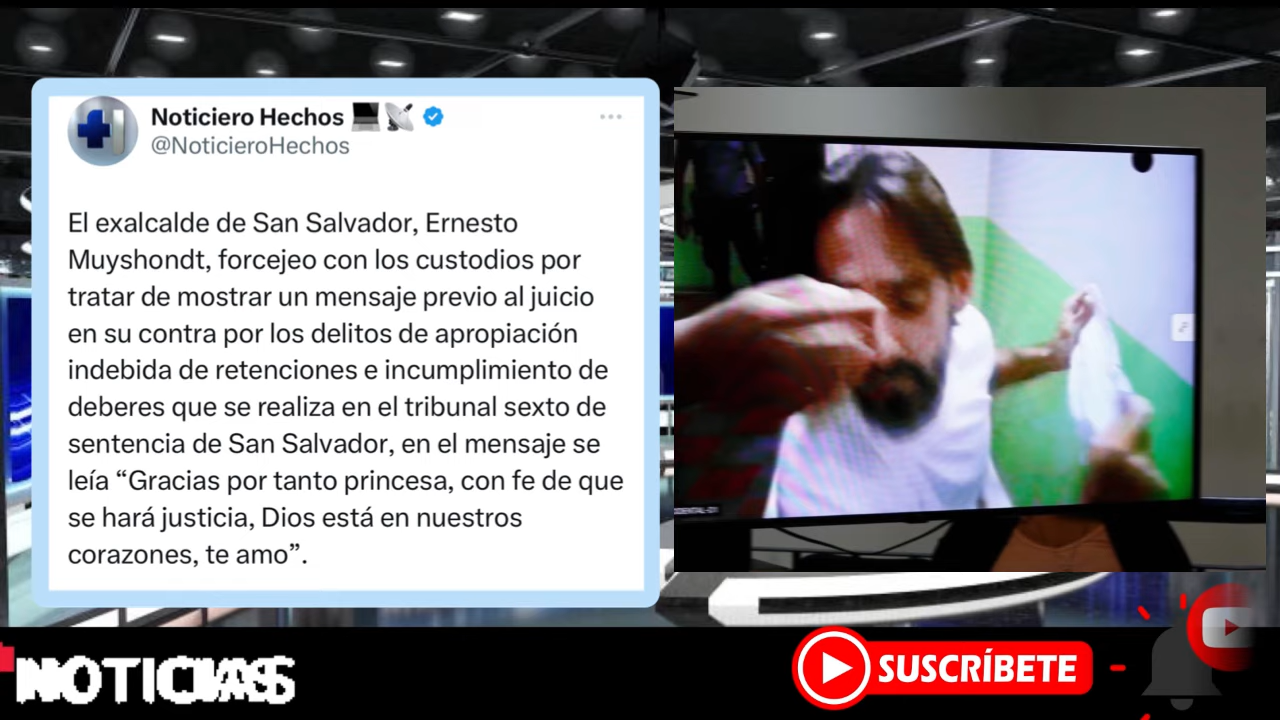 Noticiero Hechos
@NoticieroHechos
El exalcalde de San Salvador, Ernesto
Muyshondt, forcejeo con los custodios por
tratar de mostrar un mensaje previo al juicio
en su contra por los delitos de apropiación
indebida de retenciones e incumplimiento de
deberes que se realiza en el tribunal sexto de
sentencia de San Salvador, en el mensaje se
leía “Gracias por tanto princesa, con fe de que
se hará justicia, Dios está en nuestros
corazones, te amo”.
SUSCRÍBETE